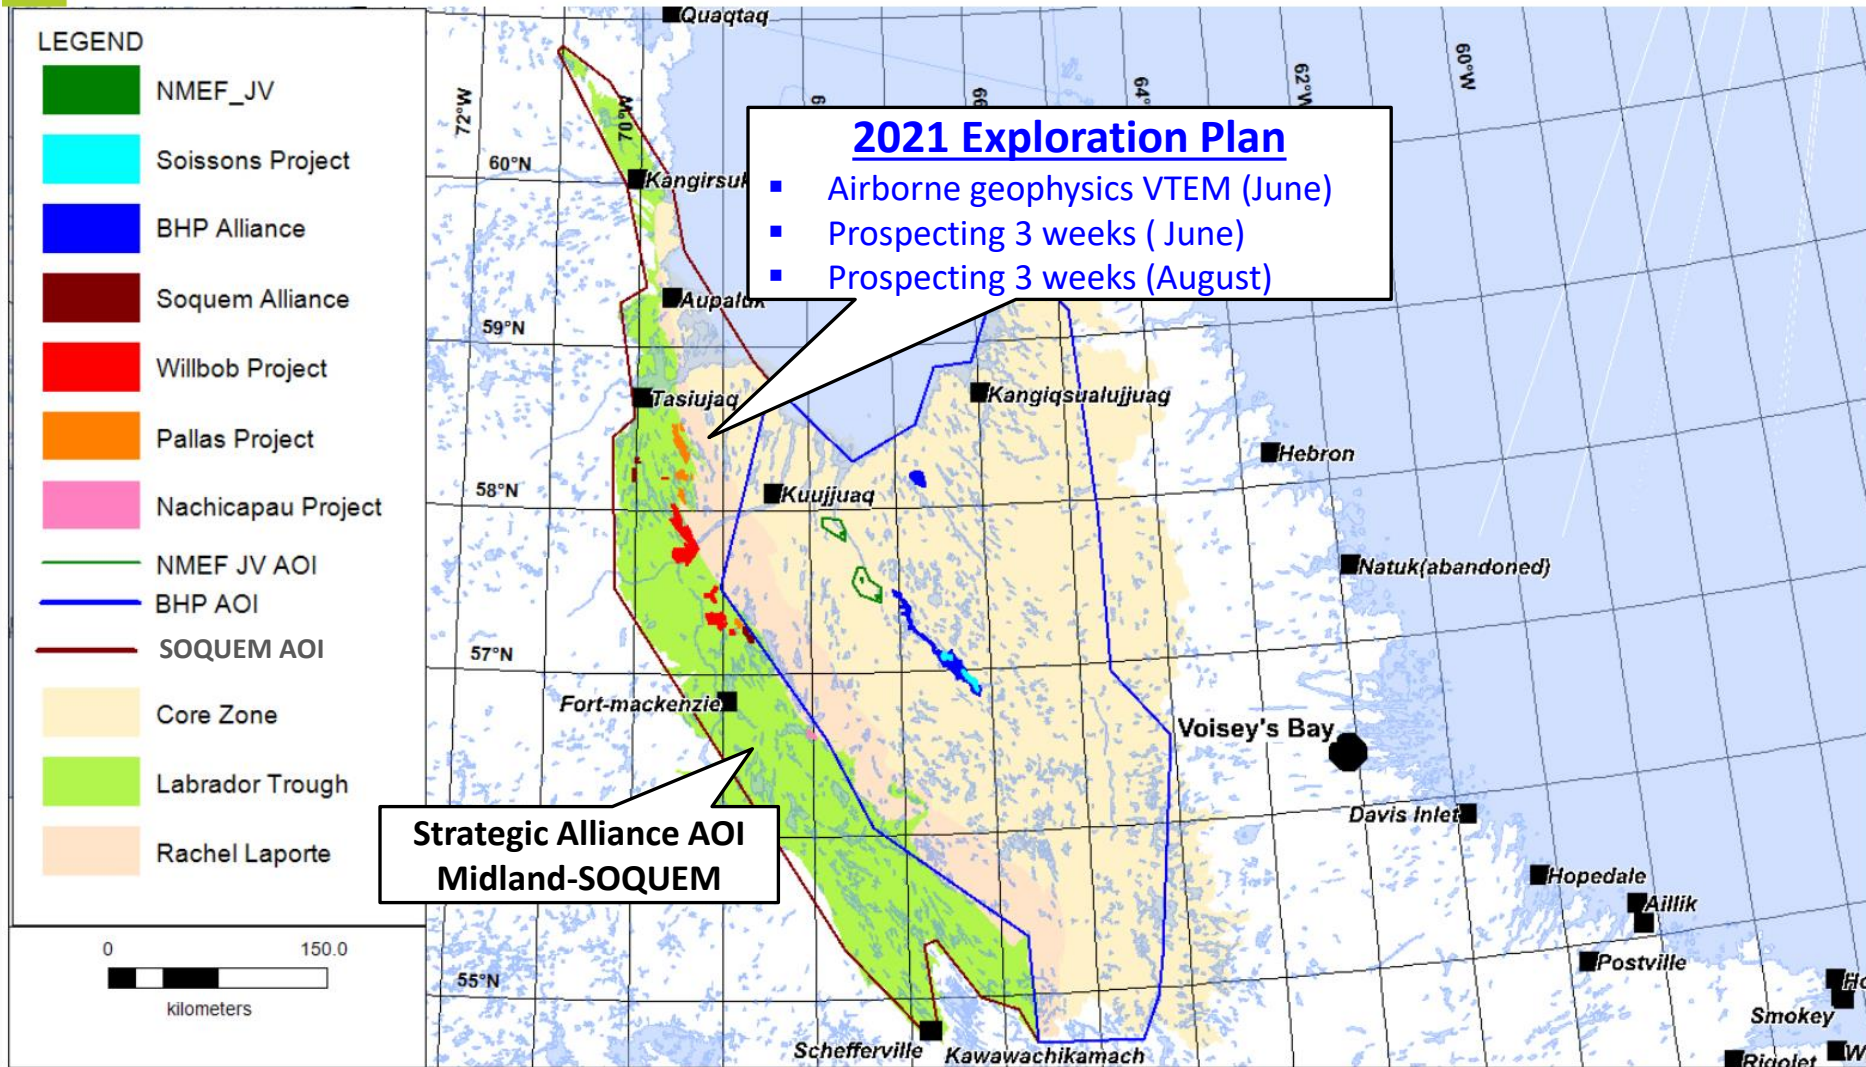 LEGEND
NMEF_JV
Soissons Project
BHP Alliance
Soquem Alliance
Willbob Project
Pallas Project
Nachicapau Project
NMEF JV AOI
BHP AOI
SOQUEM AOI
Core Zone
Labrador Trough
Rachel Laporte
0 150.0
kilometers
Quaqtaq
72°W
70°W
64°
62°W
60°W
2021 Exploration Plan
▪ Airborne geophysics VTEM (June)
▪ Prospecting 3 weeks ( June)
▪ Prospecting 3 weeks (August)
60°N
Kangirsuk
Aupaluk
59°N
Tasiujaq
Kangiqsualujjuag
Hebron
58°N
Kuujjuaq
Natuk(abandoned)
57°N
Fort-mackenzie
Voisey's Bay
Davis Inlet
Strategic Alliance AOI
Midland-SOQUEM
Hopedale
Aillik
Postville
55°N
Smokey
Schefferville
Kawawachikamach
Rigolet